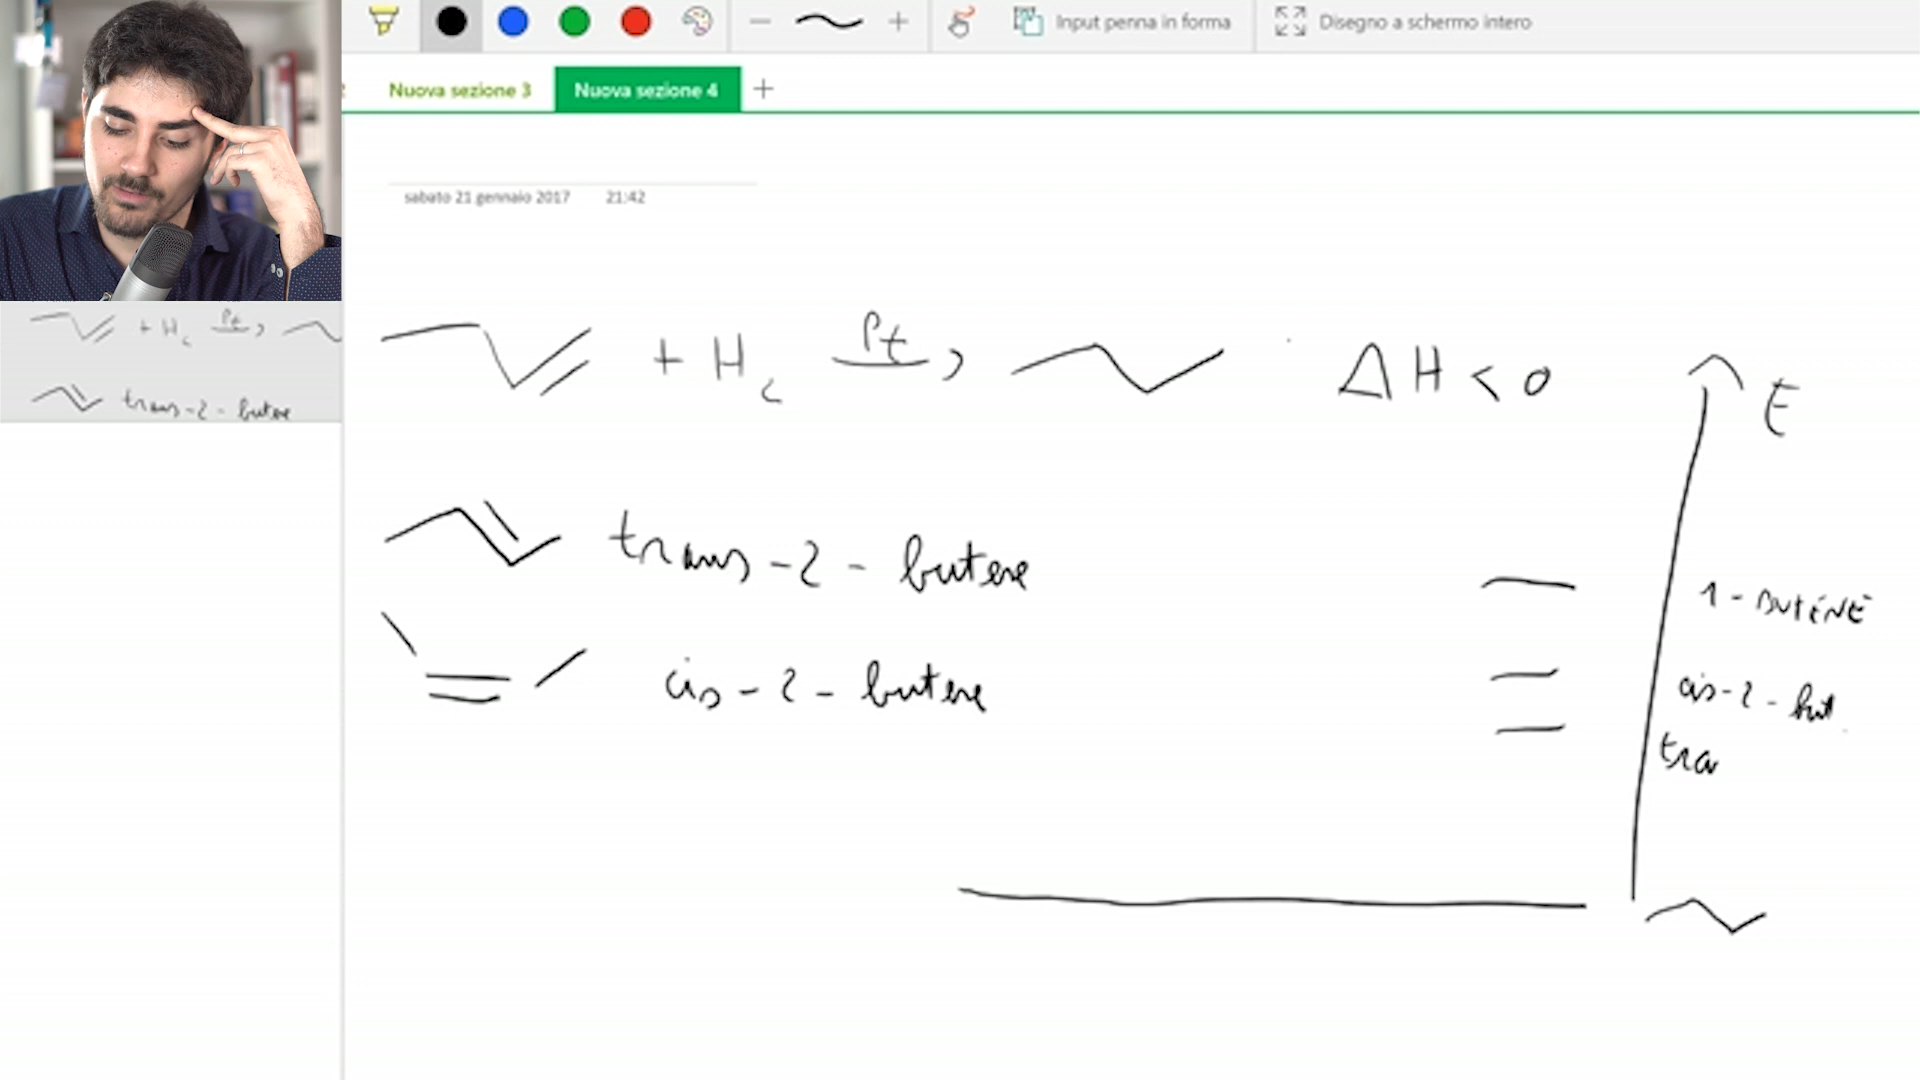 Input penna in forma Disegno a schermo intero
Nuova sezione 3 Nuova sezione 4 +
sabato 21 gennaio 2017 21:42
+ H2 Pt
trans-2-butene
+ H2 Pt ΔH < 0
E
trans-2-butene
1-BUTENE
cis-2-butene
cis-2-but.
tra